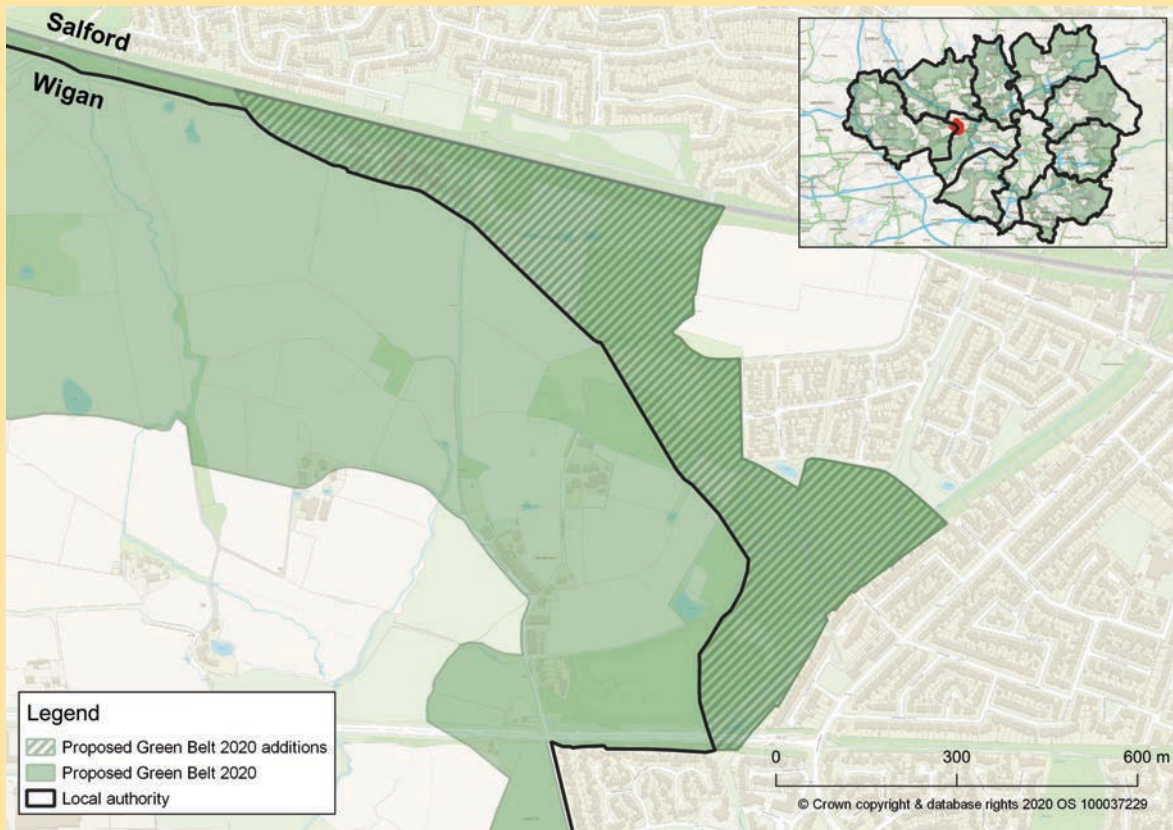 Salford
Wigan
Legend
Proposed Green Belt 2020 additions
Proposed Green Belt 2020
Local authority
0 300 600 m
© Crown copyright & database rights 2020 OS 100037229